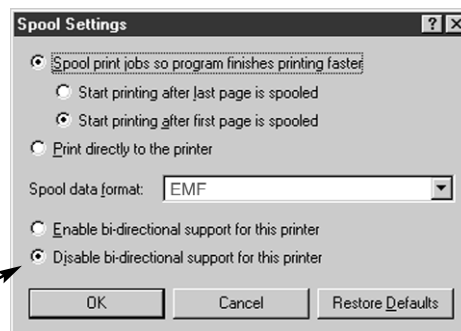 Spool Settings
Spool print jobs so program finishes printing faster
Start printing after last page is spooled
Start printing after first page is spooled
Print directly to the printer
Spool data format: EMF
Enable bi-directional support for this printer
Disable bi-directional support for this printer
OK Cancel Restore Defaults